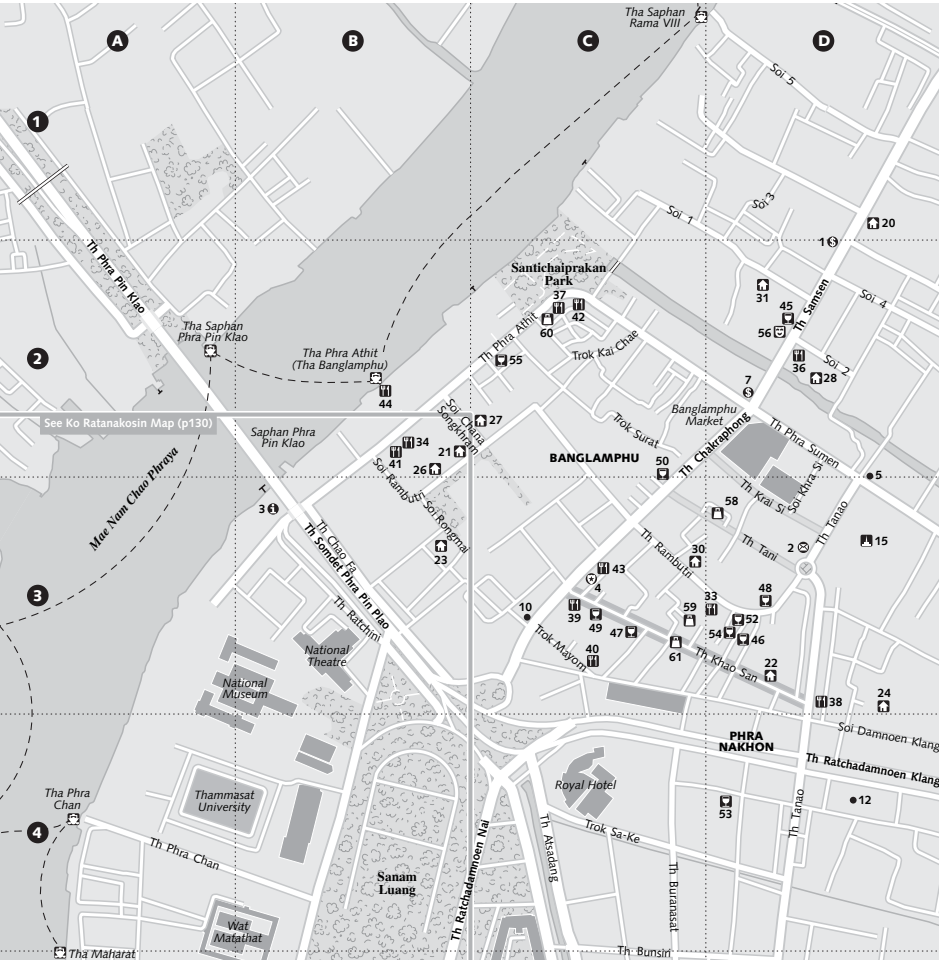 A
B
C
D
1
2
3
4
Tha Saphan
Rama VIII
Soi 5
Soi 3
Soi 1
20
1
Th Phra Pin Klao
Santichaiprakan
Park
37
42
60
31
45
56
Th Samsen
Soi 4
Tha Saphan
Phra Pin Klao
Tha Phra Athit
(Tha Banglamphu)
44
Th Phra Athit
55
Trok Kai Chae
36
Soi 2
28
7
See Ko Ratanakosin Map (p130)
Saphan Phra
Pin Klao
Soi Chana
Songkhram
27
34
41
21
26
Soi Rambutri
Soi Rongmai
23
Mae Nam Chao Phraya
Trok Surat
BANGLAMPHU
Banglamphu
Market
Th Chakraphong
50
Th Phra Sumen
5
Th Krai Si
Soi Khra Si
58
Th Tani
2
Th Tanao
15
3
Th Chao Fa
Th Somdet Phra Pin Plao
Th Ratchini
Th Rambutri
30
43
4
10
39
49
47
59
33
48
52
54
46
61
Th Khao San
22
40
Trok Mayom
38
24
National
Theatre
National
Museum
Soi Damnoen Klang
PHRA
NAKHON
Th Ratchadamnoen Klang
Royal Hotel
53
12
Tha Phra
Chan
Thammasat
University
Th Phra Chan
Sanam
Luang
Th Ratchadamnoen Nai
Th Atsadang
Trok Sa-Ke
Th Buranasat
Th Tanao
Wat
Mafathat
Tha Maharat
Th Bunsiri